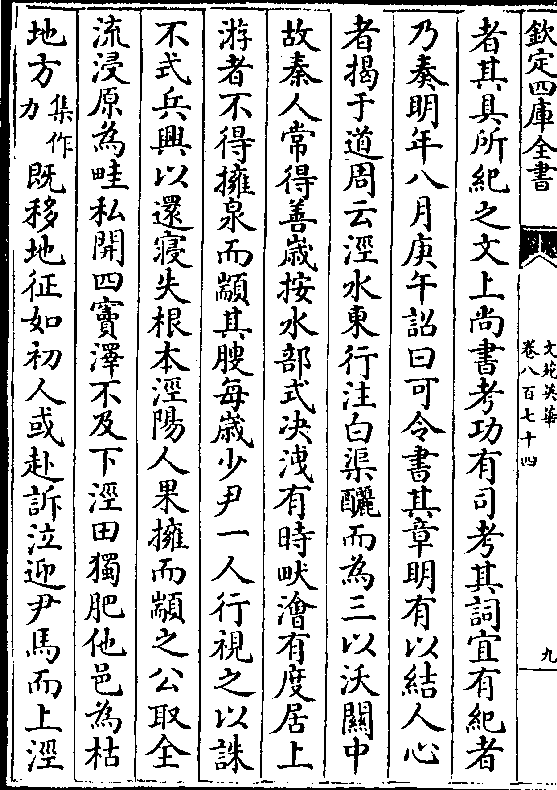 欽定四庫全書
文苑英華
卷八百七十四
九
者其具所紀之文上尚書考功有司考其詞宜有紀者
乃奏明年八月庚午詔曰可令書其章明有以結人心
者揭于道周云涇水東行注白渠釃而為三以沃關中
故秦人常得善歳按水部式决洩有時畎澮有度居上
游者不得擁泉而顓其腴每歳少尹一人行視之以誅
不式兵興以還寖失根本涇陽人果擁而顓之公取全
流浸原為畦私開四竇澤不及下涇田獨肥他邑為枯
地方集作力既移地征如初人或赴訴泣迎尹馬而上涇